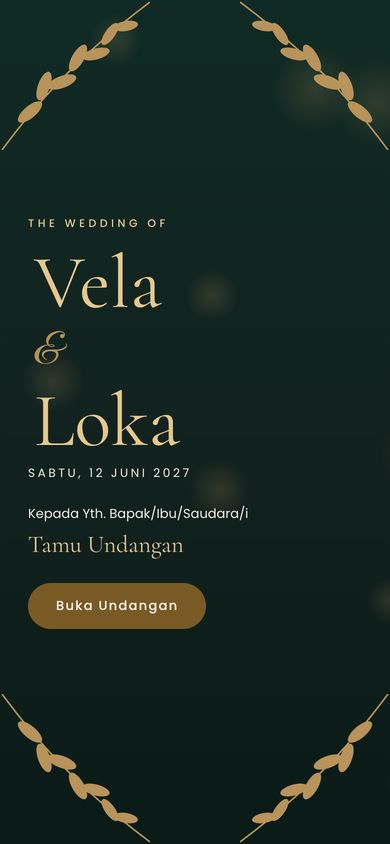 THE WEDDING OF
Vela
&
Loka
SABTU, 12 JUNI 2027
Kepada Yth. Bapak/Ibu/Saudara/i
Tamu Undangan
Buka Undangan